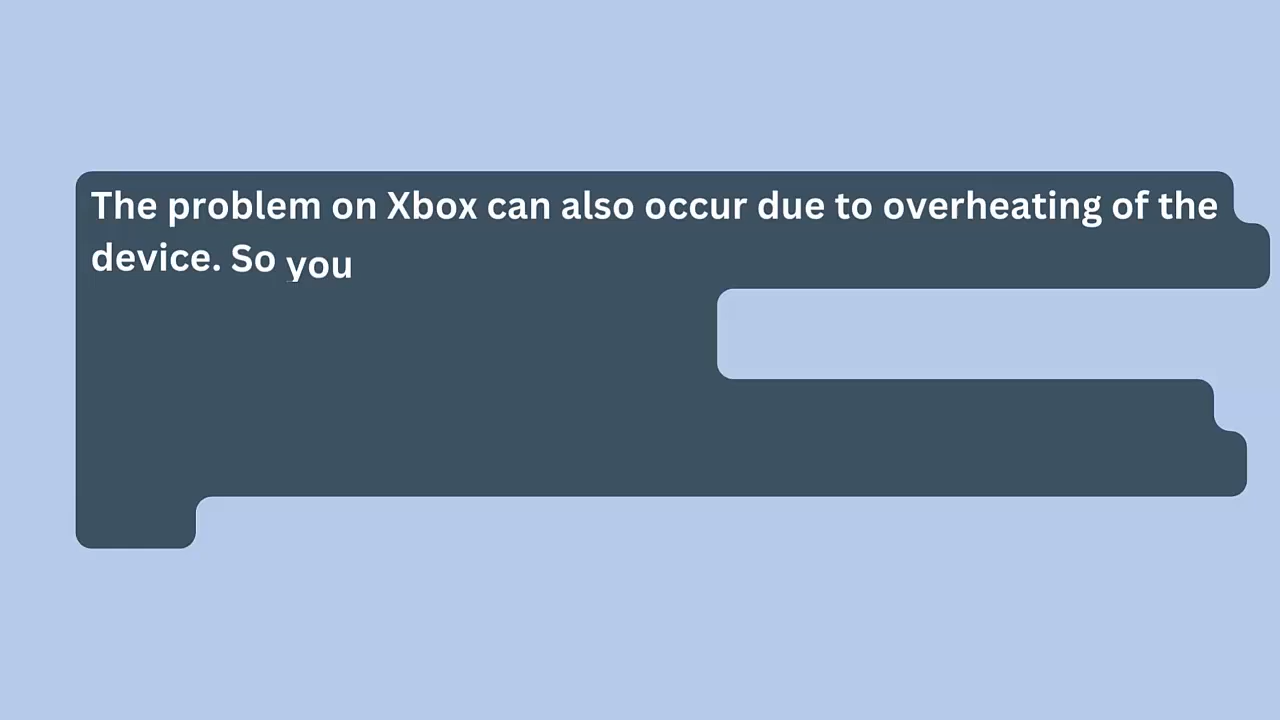 The problem on Xbox can also occur due to overheating of the
device. So you